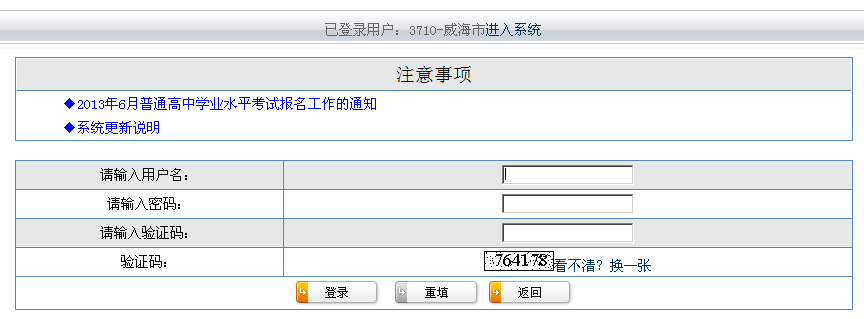 已登录用户：3710-威海市进入系统
注意事项
◆2013年6月普通高中学业水平考试报名工作的通知
◆系统更新说明
请输入用户名：
请输入密码：
请输入验证码：
验证码： 764178 看不清？换一张
登录 重填 返回